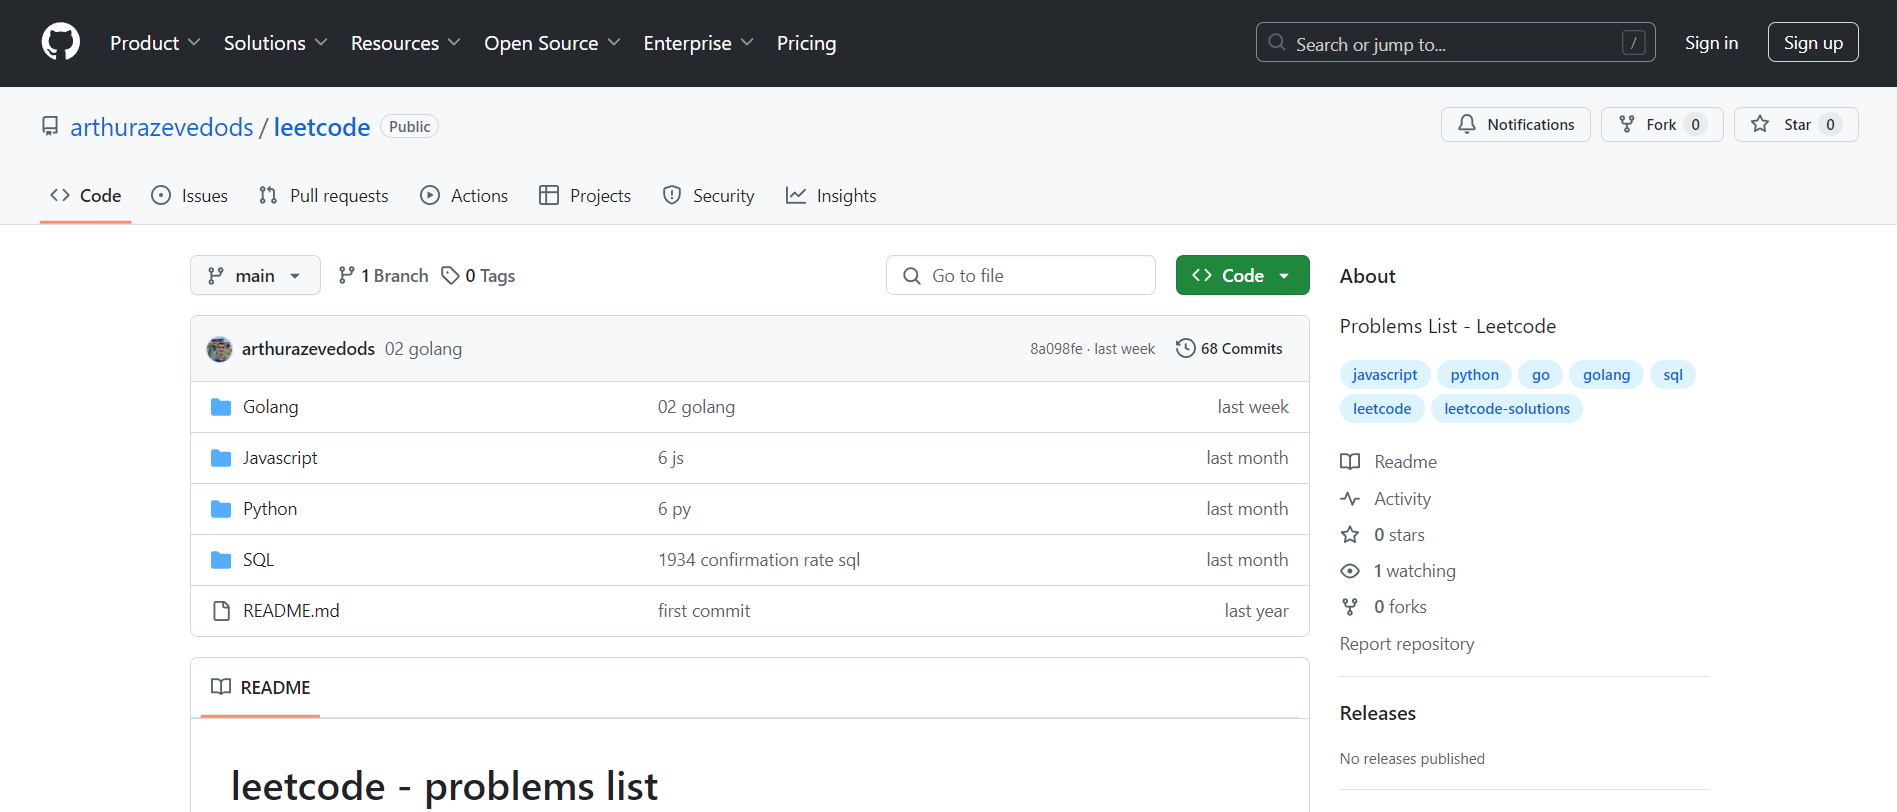 Product Solutions Resources Open Source Enterprise Pricing Search or jump to... / Sign in Sign up
arthurazevedods / leetcode Public Notifications Fork 0 Star 0
Code Issues Pull requests Actions Projects Security Insights
main 1 Branch 0 Tags Go to file Code
arthurazevedods 02 golang 8a098fe · last week 68 Commits
Golang 02 golang last week
Javascript 6 js last month
Python 6 py last month
SQL 1934 confirmation rate sql last month
README.md first commit last year
README
leetcode - problems list
About
Problems List - Leetcode
javascript python go golang sql
leetcode leetcode-solutions
Readme
Activity
0 stars
1 watching
0 forks
Report repository
Releases
No releases published